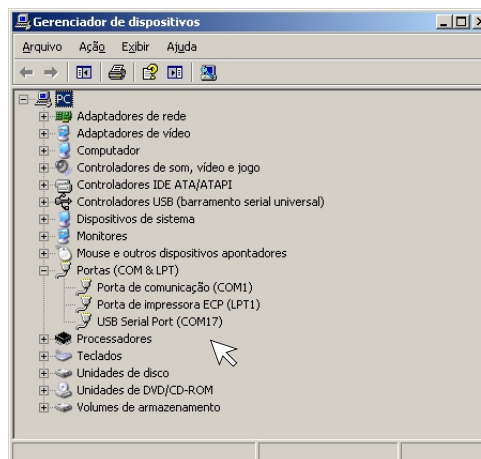 Gerenciador de dispositivos
Arquivo Ação Exibir Ajuda
PC
Adaptadores de rede
Adaptadores de vídeo
Computador
Controladores de som, vídeo e jogo
Controladores IDE ATA/ATAPI
Controladores USB (barramento serial universal)
Dispositivos de sistema
Monitores
Mouse e outros dispositivos apontadores
Portas (COM & LPT)
Porta de comunicação (COM1)
Porta de impressora ECP (LPT1)
USB Serial Port (COM17)
Processadores
Teclados
Unidades de disco
Unidades de DVD/CD-ROM
Volumes de armazenamento